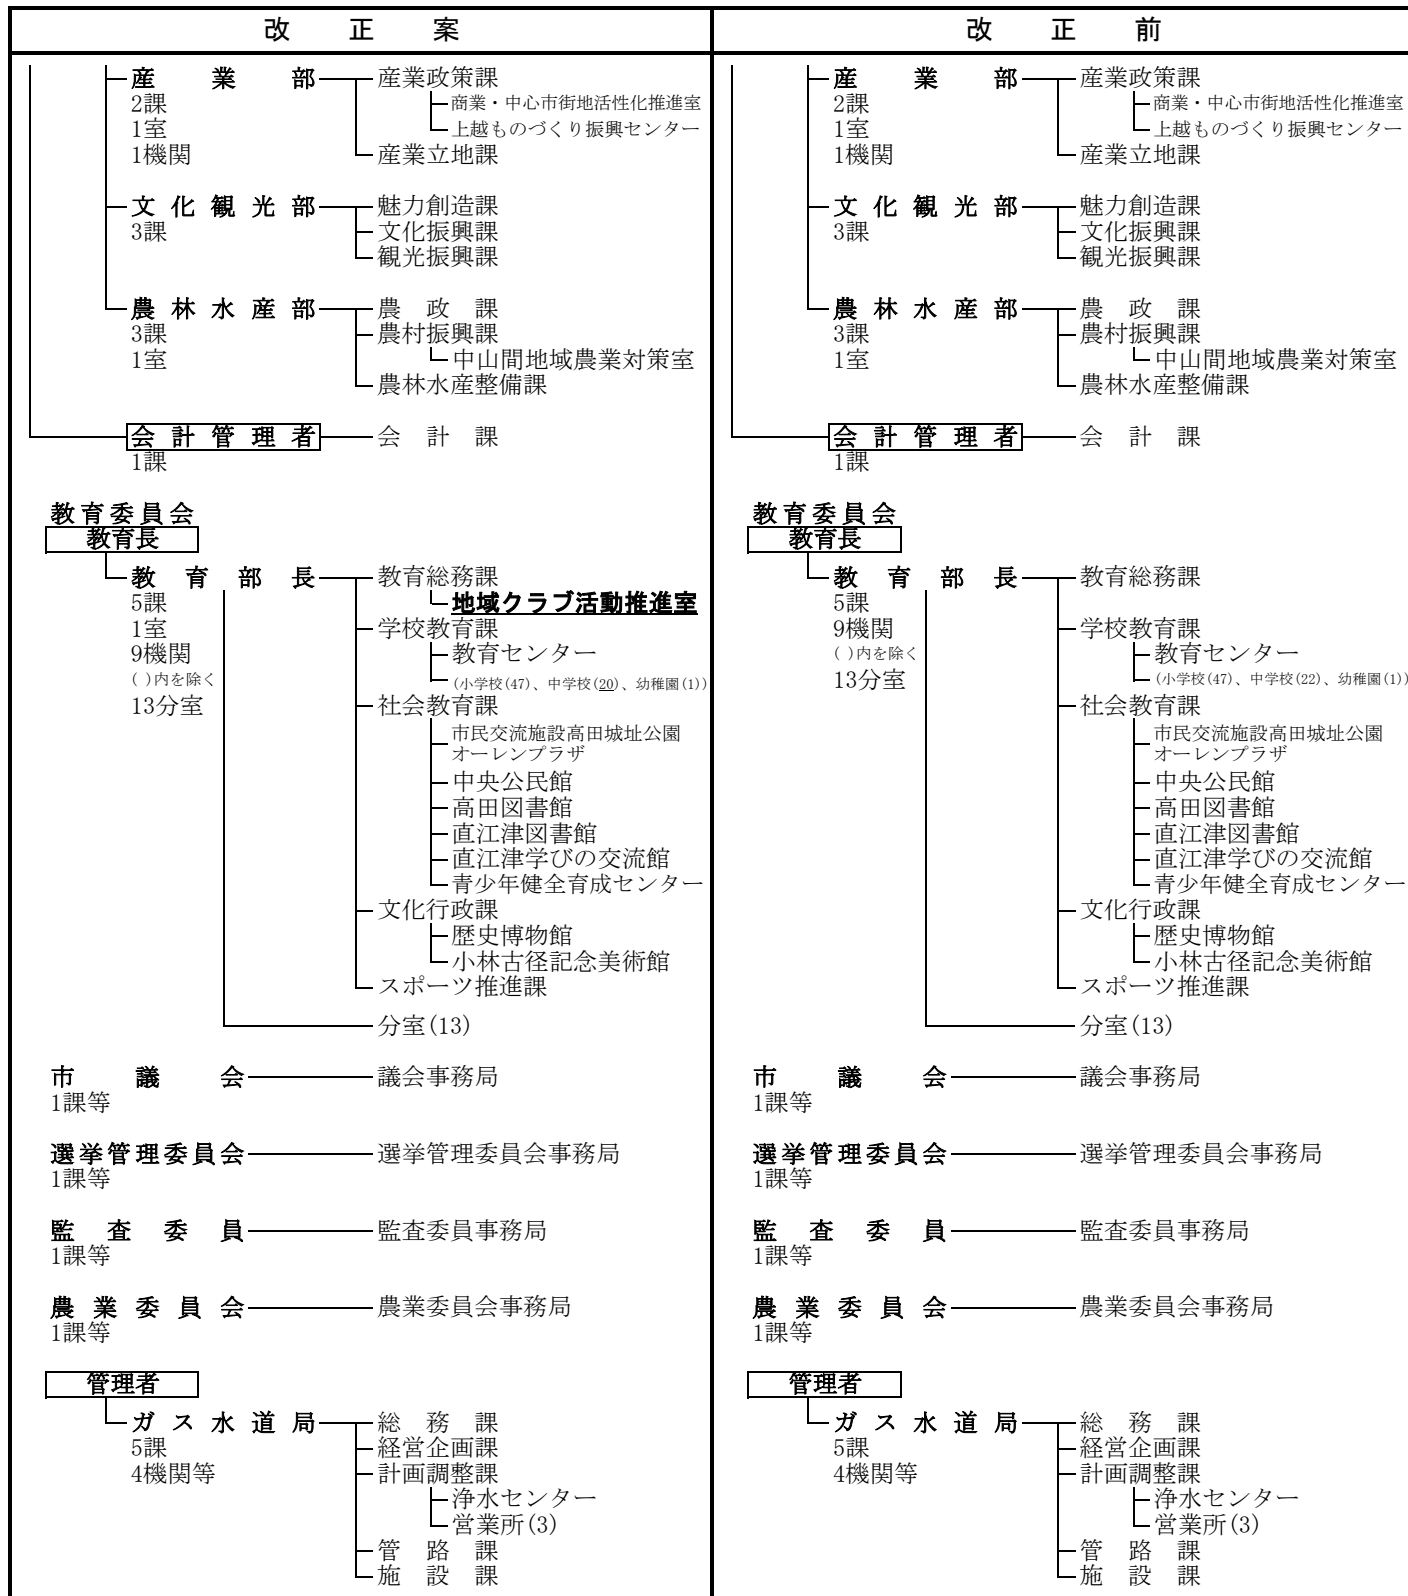 改　正　案
産業部 産業政策課
2課 商業・中心市街地活性化推進室
1室 上越ものづくり振興センター
1機関 産業立地課
文化観光部 魅力創造課
3課 文化振興課
観光振興課
農林水産部 農政課
3課 農村振興課
1室 中山間地域農業対策室
農林水産整備課
会計管理者 会計課
1課
教育委員会
教育長
教育部長 教育総務課
5課 地域クラブ活動推進室
1室 学校教育課
9機関 教育センター
( )内を除く (小学校(47)、中学校(20)、幼稚園(1))
13分室 社会教育課
市民交流施設高田城址公園
オーレンプラザ
中央公民館
高田図書館
直江津図書館
直江津学びの交流館
青少年健全育成センター
文化行政課
歴史博物館
小林古径記念美術館
スポーツ推進課
分室(13)
市議会 議会事務局
1課等
選挙管理委員会 選挙管理委員会事務局
1課等
監査委員 監査委員事務局
1課等
農業委員会 農業委員会事務局
1課等
管理者
ガス水道局 総務課
5課 経営企画課
4機関等 計画調整課
浄水センター
営業所(3)
管路課
施設課
改　正　前
産業部 産業政策課
2課 商業・中心市街地活性化推進室
1室 上越ものづくり振興センター
1機関 産業立地課
文化観光部 魅力創造課
3課 文化振興課
観光振興課
農林水産部 農政課
3課 農村振興課
1室 中山間地域農業対策室
農林水産整備課
会計管理者 会計課
1課
教育委員会
教育長
教育部長 教育総務課
5課
9機関 学校教育課
( )内を除く 教育センター
13分室 (小学校(47)、中学校(22)、幼稚園(1))
社会教育課
市民交流施設高田城址公園
オーレンプラザ
中央公民館
高田図書館
直江津図書館
直江津学びの交流館
青少年健全育成センター
文化行政課
歴史博物館
小林古径記念美術館
スポーツ推進課
分室(13)
市議会 議会事務局
1課等
選挙管理委員会 選挙管理委員会事務局
1課等
監査委員 監査委員事務局
1課等
農業委員会 農業委員会事務局
1課等
管理者
ガス水道局 総務課
5課 経営企画課
4機関等 計画調整課
浄水センター
営業所(3)
管路課
施設課